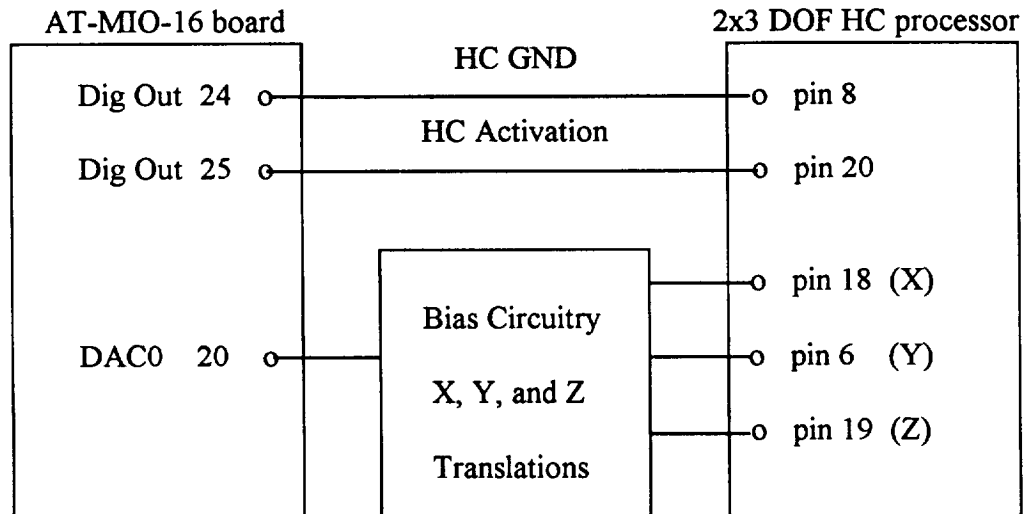 AT-MIO-16 board
2x3 DOF HC processor
HC GND
Dig Out 24
pin 8
HC Activation
Dig Out 25
pin 20
pin 18 (X)
Bias Circuitry
DAC0 20
pin 6 (Y)
X, Y, and Z
pin 19 (Z)
Translations